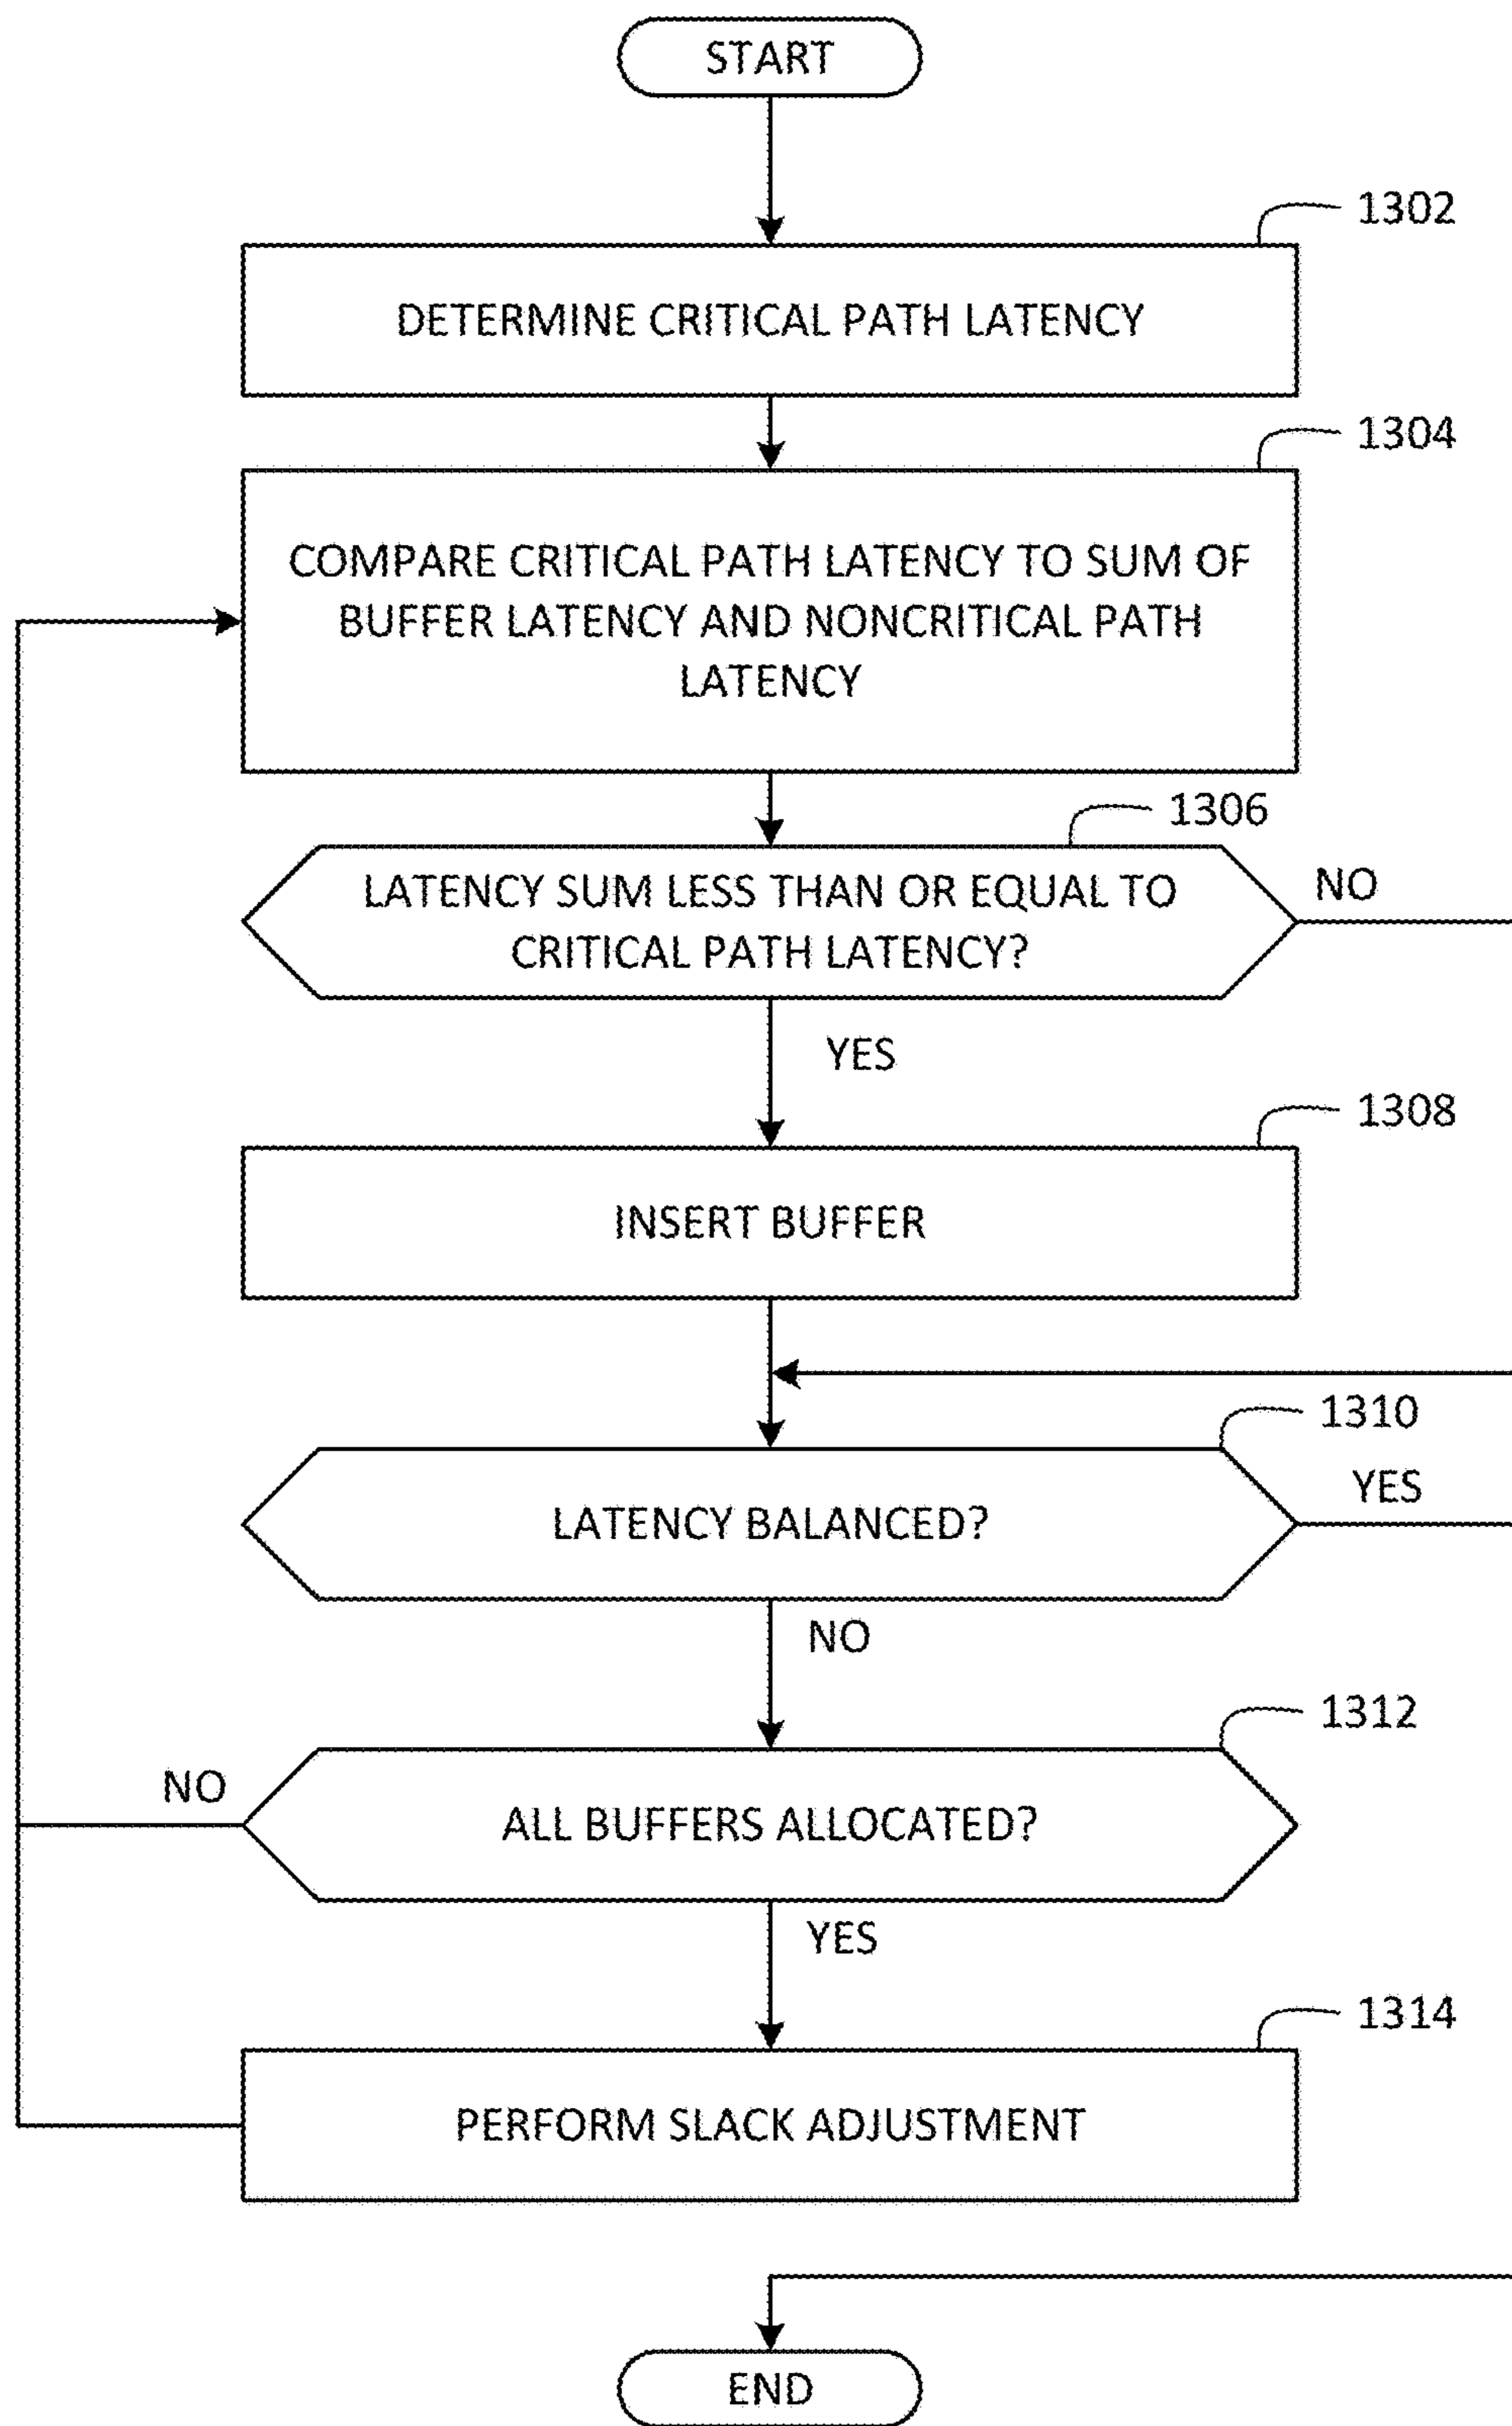 START
1302
DETERMINE CRITICAL PATH LATENCY
1304
COMPARE CRITICAL PATH LATENCY TO SUM OF
BUFFER LATENCY AND NONCRITICAL PATH
LATENCY
1306
LATENCY SUM LESS THAN OR EQUAL TO
CRITICAL PATH LATENCY?
NO
YES
1308
INSERT BUFFER
1310
LATENCY BALANCED?
YES
NO
1312
ALL BUFFERS ALLOCATED?
NO
YES
1314
PERFORM SLACK ADJUSTMENT
END